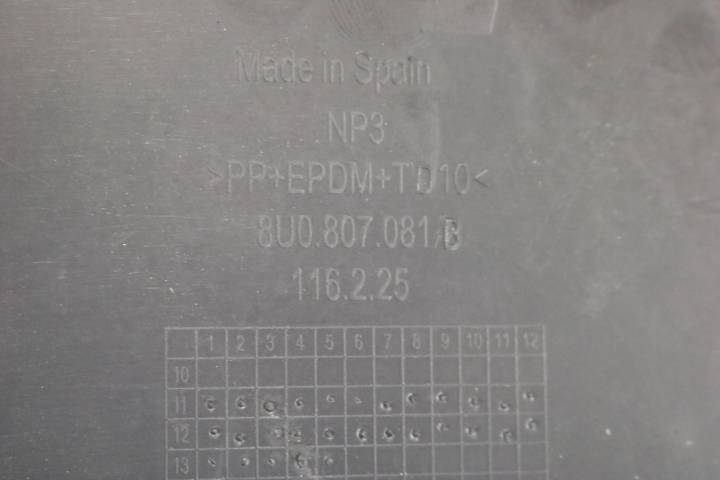 Made in Spain
NP3
>PP+EPDM+TD10<
8U0.807.081/B
116.2.25
1 2 3 4 5 6 7 8 9 10 11 12
10
11
12
13